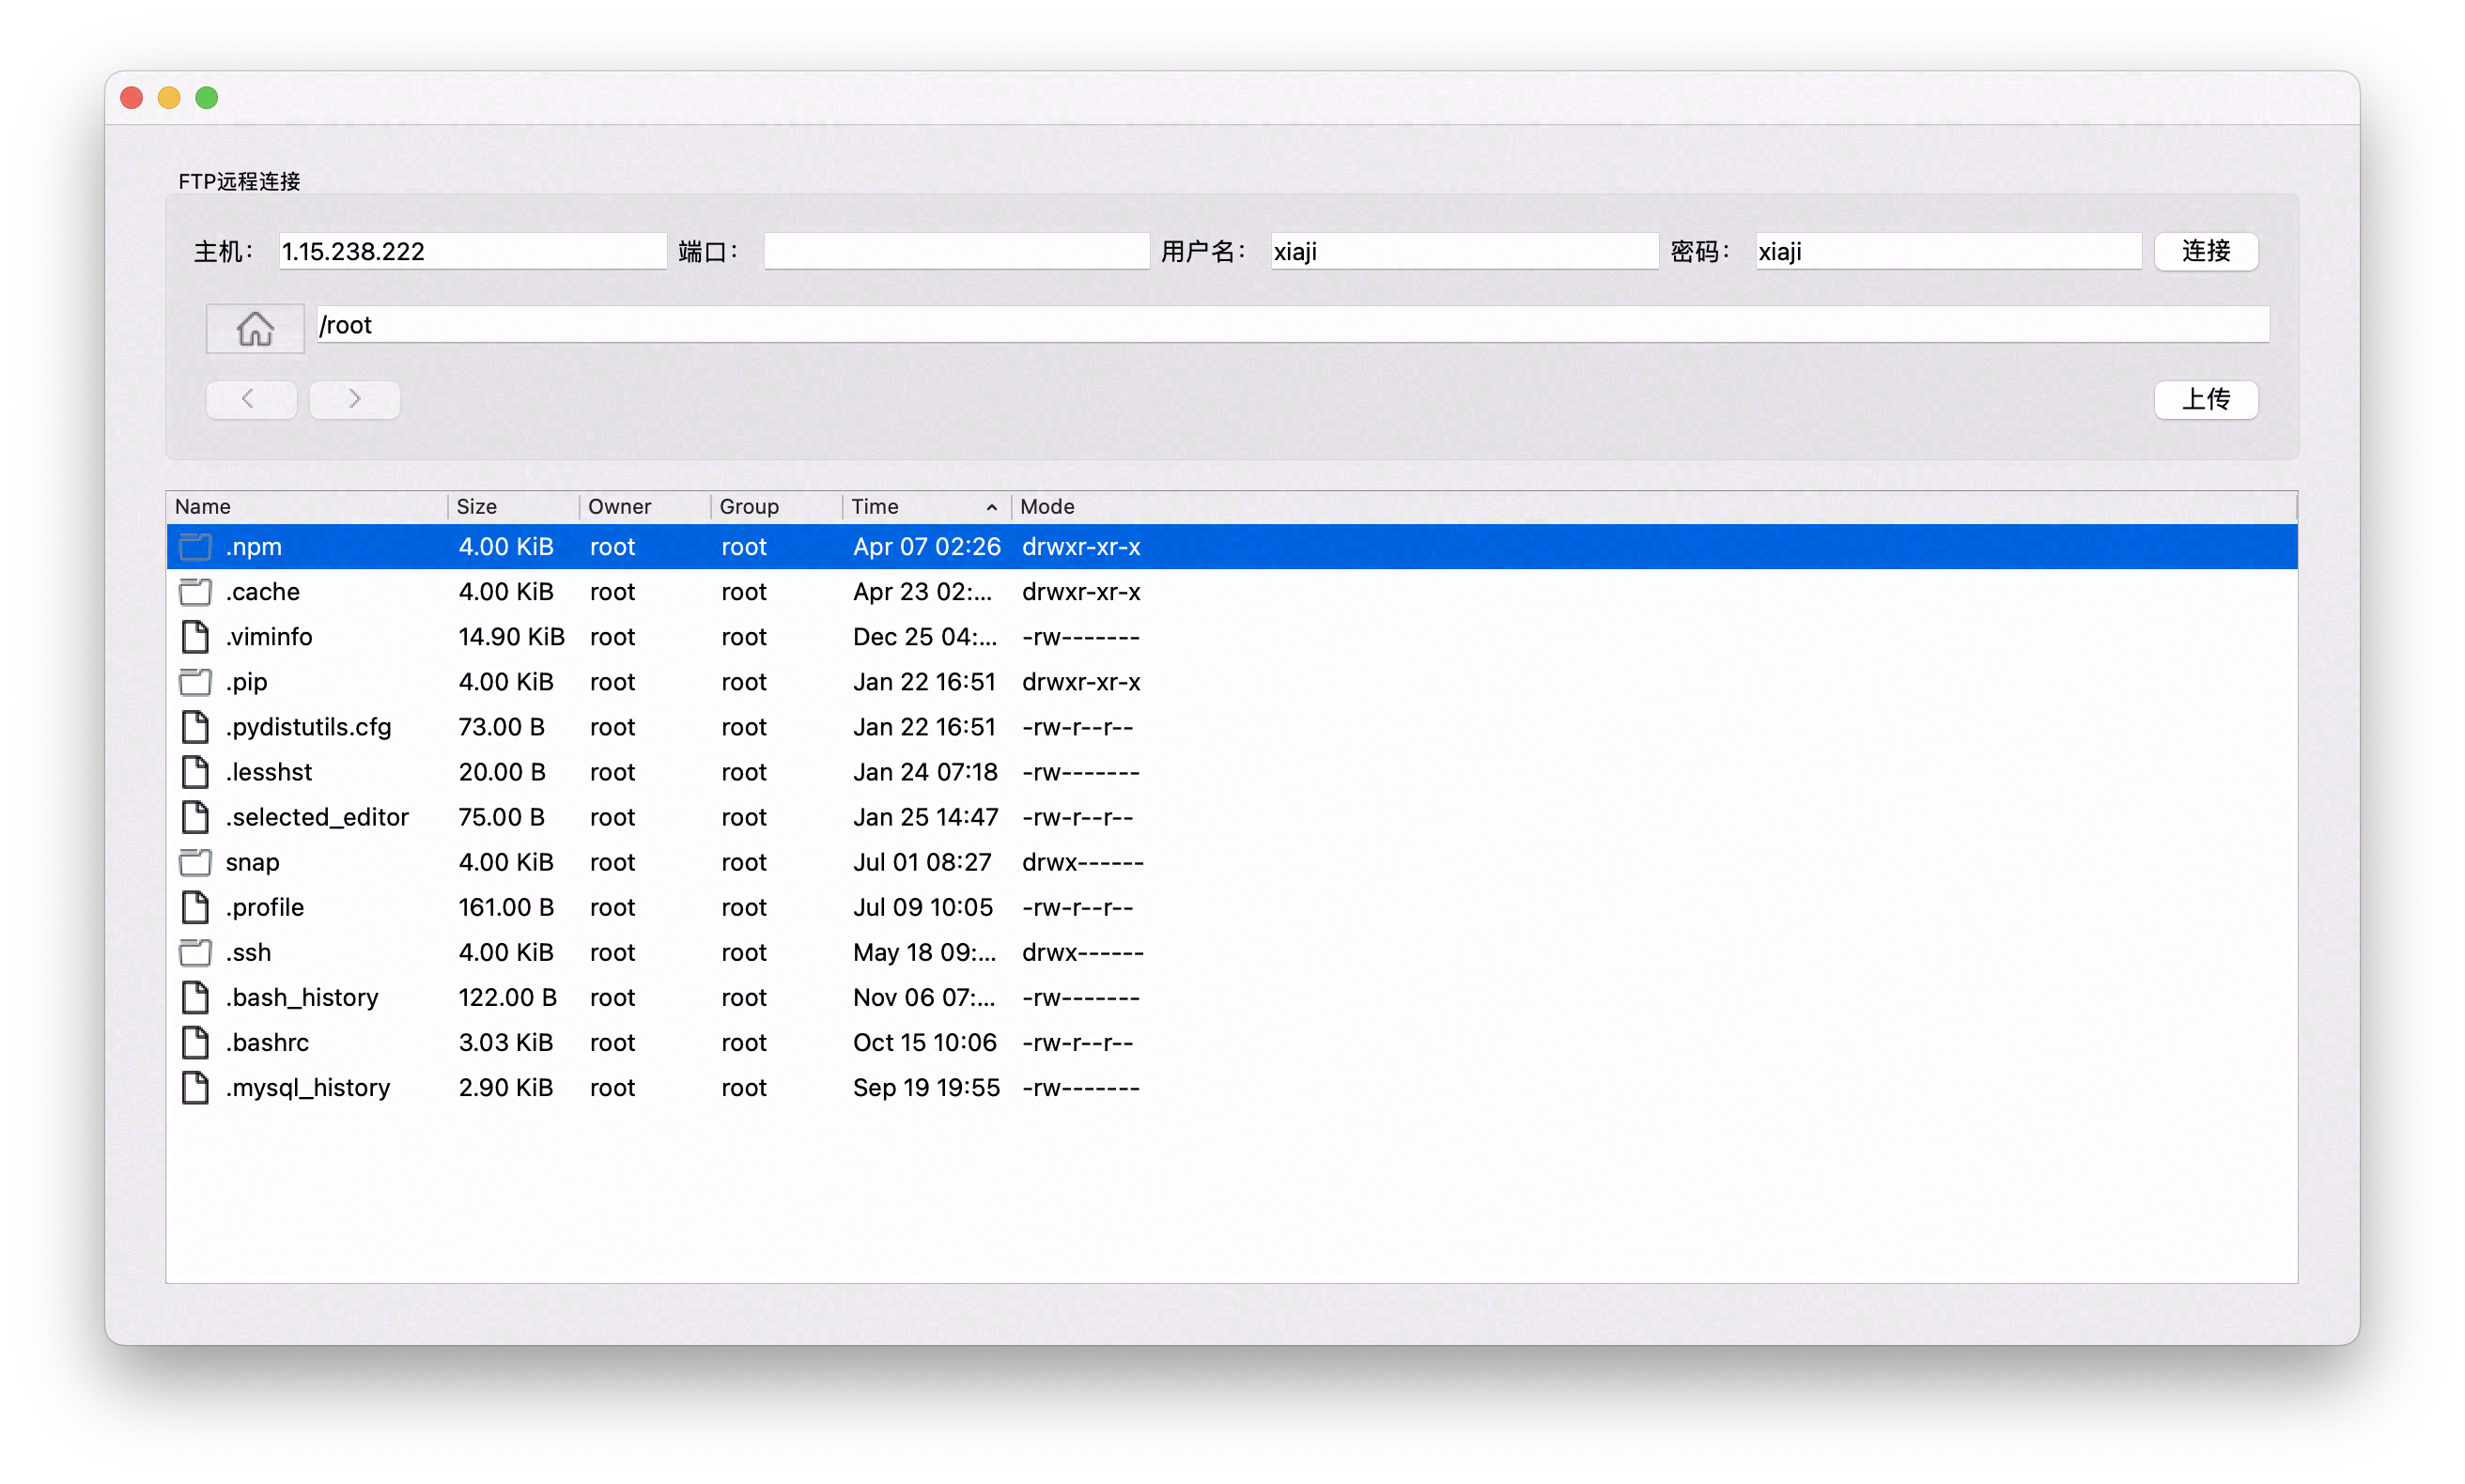 FTP远程连接
主机： 1.15.238.222 端口： 用户名： xiaji 密码： xiaji 连接
/root
< > 上传
Name Size Owner Group Time Mode
.npm 4.00 KiB root root Apr 07 02:26 drwxr-xr-x
.cache 4.00 KiB root root Apr 23 02:... drwxr-xr-x
.viminfo 14.90 KiB root root Dec 25 04:... -rw-------
.pip 4.00 KiB root root Jan 22 16:51 drwxr-xr-x
.pydistutils.cfg 73.00 B root root Jan 22 16:51 -rw-r--r--
.lesshst 20.00 B root root Jan 24 07:18 -rw-------
.selected_editor 75.00 B root root Jan 25 14:47 -rw-r--r--
snap 4.00 KiB root root Jul 01 08:27 drwx------
.profile 161.00 B root root Jul 09 10:05 -rw-r--r--
.ssh 4.00 KiB root root May 18 09:... drwx------
.bash_history 122.00 B root root Nov 06 07:... -rw-------
.bashrc 3.03 KiB root root Oct 15 10:06 -rw-r--r--
.mysql_history 2.90 KiB root root Sep 19 19:55 -rw-------